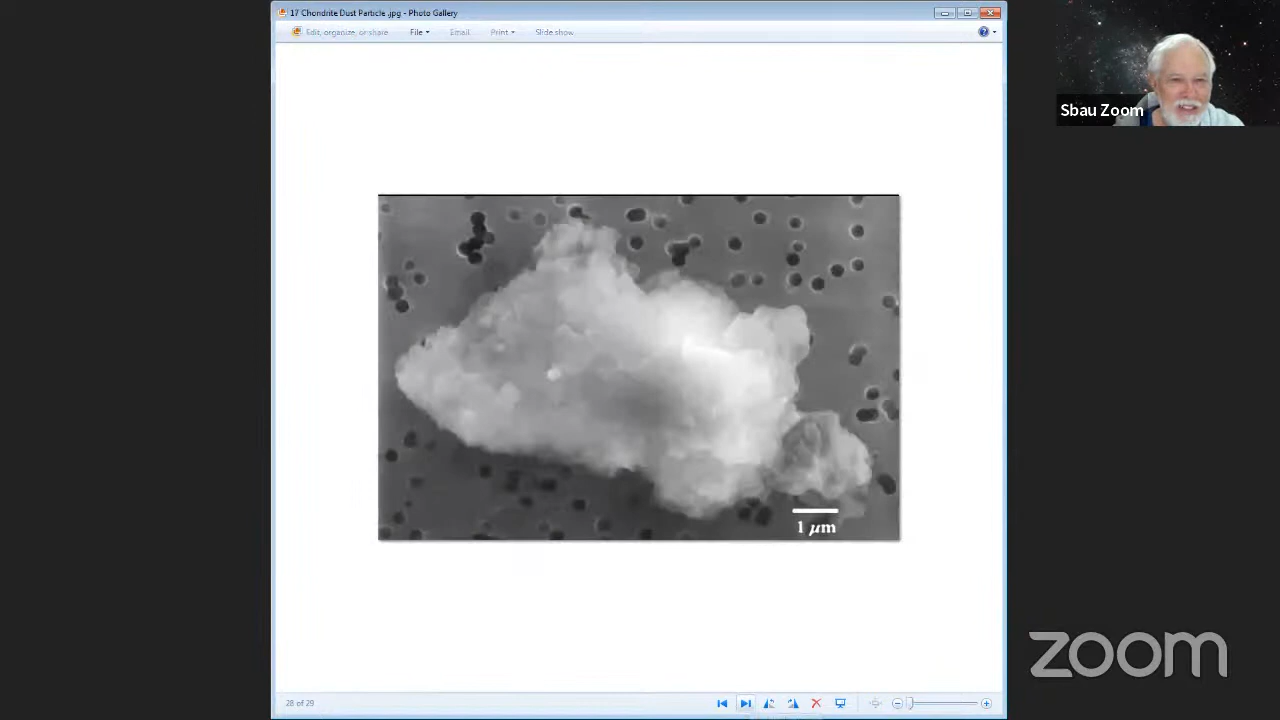 17 Chondrite Dust Particle .jpg - Photo Gallery
Edit, organize, or share File Email Print Slide show
Sbau Zoom
1 μm
zoom
28 of 29